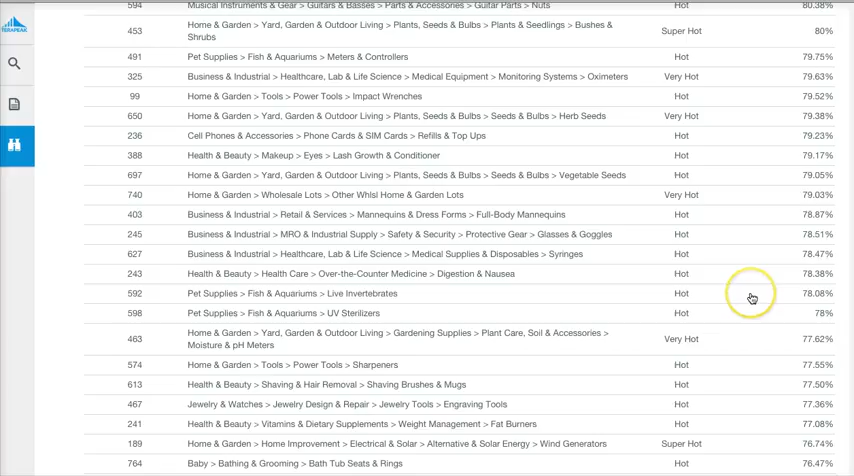 594 Musical Instruments & Gear > Guitars & Basses > Parts & Accessories > Guitar Parts > Nuts Hot 80.38%
Home & Garden > Yard, Garden & Outdoor Living > Plants, Seeds & Bulbs > Plants & Seedlings > Bushes &
453 Super Hot 80%
Shrubs
TERAPEAK
491 Pet Supplies > Fish & Aquariums > Meters & Controllers Hot 79.75%
325 Business & Industrial > Healthcare, Lab & Life Science > Medical Equipment > Monitoring Systems > Oximeters Very Hot 79.63%
99 Home & Garden > Tools > Power Tools > Impact Wrenches Hot 79.52%
650 Home & Garden > Yard, Garden & Outdoor Living > Plants, Seeds & Bulbs > Seeds & Bulbs > Herb Seeds Very Hot 79.38%
236 Cell Phones & Accessories > Phone Cards & SIM Cards > Refills & Top Ups Hot 79.23%
388 Health & Beauty > Makeup > Eyes > Lash Growth & Conditioner Hot 79.17%
697 Home & Garden > Yard, Garden & Outdoor Living > Plants, Seeds & Bulbs > Seeds & Bulbs > Vegetable Seeds Hot 79.05%
740 Home & Garden > Wholesale Lots > Other Whlsl Home & Garden Lots Very Hot 79.03%
403 Business & Industrial > Retail & Services > Mannequins & Dress Forms > Full-Body Mannequins Hot 78.87%
245 Business & Industrial > MRO & Industrial Supply > Safety & Security > Protective Gear > Glasses & Goggles Hot 78.51%
627 Business & Industrial > Healthcare, Lab & Life Science > Medical Supplies & Disposables > Syringes Hot 78.47%
243 Health & Beauty > Health Care > Over-the-Counter Medicine > Digestion & Nausea Hot 78.38%
592 Pet Supplies > Fish & Aquariums > Live Invertebrates Hot 78.08%
598 Pet Supplies > Fish & Aquariums > UV Sterilizers Hot 78%
Home & Garden > Yard, Garden & Outdoor Living > Gardening Supplies > Plant Care, Soil & Accessories >
463 Very Hot 77.62%
Moisture & pH Meters
574 Home & Garden > Tools > Power Tools > Sharpeners Hot 77.55%
613 Health & Beauty > Shaving & Hair Removal > Shaving Brushes & Mugs Hot 77.50%
467 Jewelry & Watches > Jewelry Design & Repair > Jewelry Tools > Engraving Tools Hot 77.36%
241 Health & Beauty > Vitamins & Dietary Supplements > Weight Management > Fat Burners Hot 77.08%
189 Home & Garden > Home Improvement > Electrical & Solar > Alternative & Solar Energy > Wind Generators Super Hot 76.74%
764 Baby > Bathing & Grooming > Bath Tub Seats & Rings Hot 76.47%